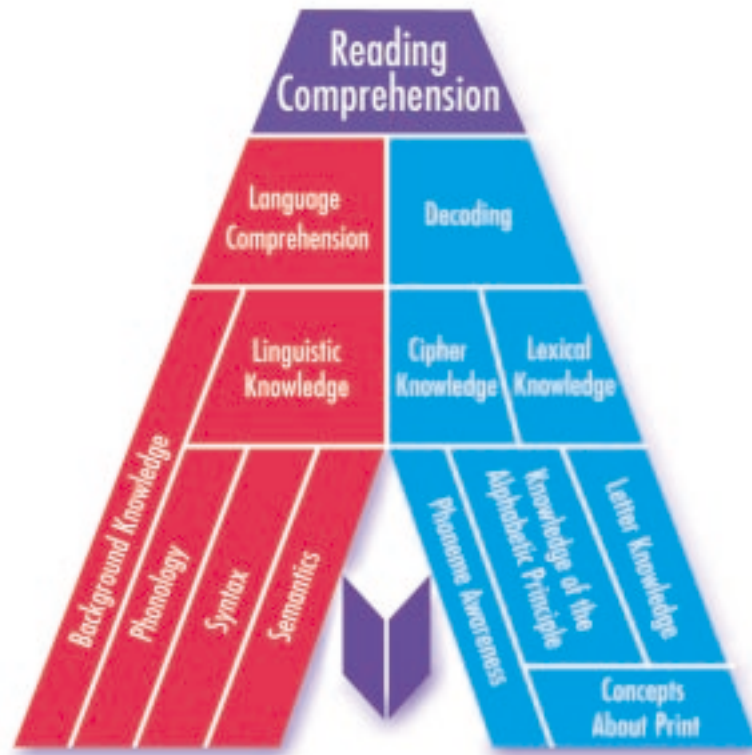 Reading
Comprehension
Language
Comprehension
Decoding
Linguistic
Knowledge
Cipher
Knowledge
Lexical
Knowledge
Background Knowledge
Phonology
Syntax
Semantics
Phoneme Awareness
Knowledge of the
Alphabetic Principle
Letter Knowledge
Concepts
About Print